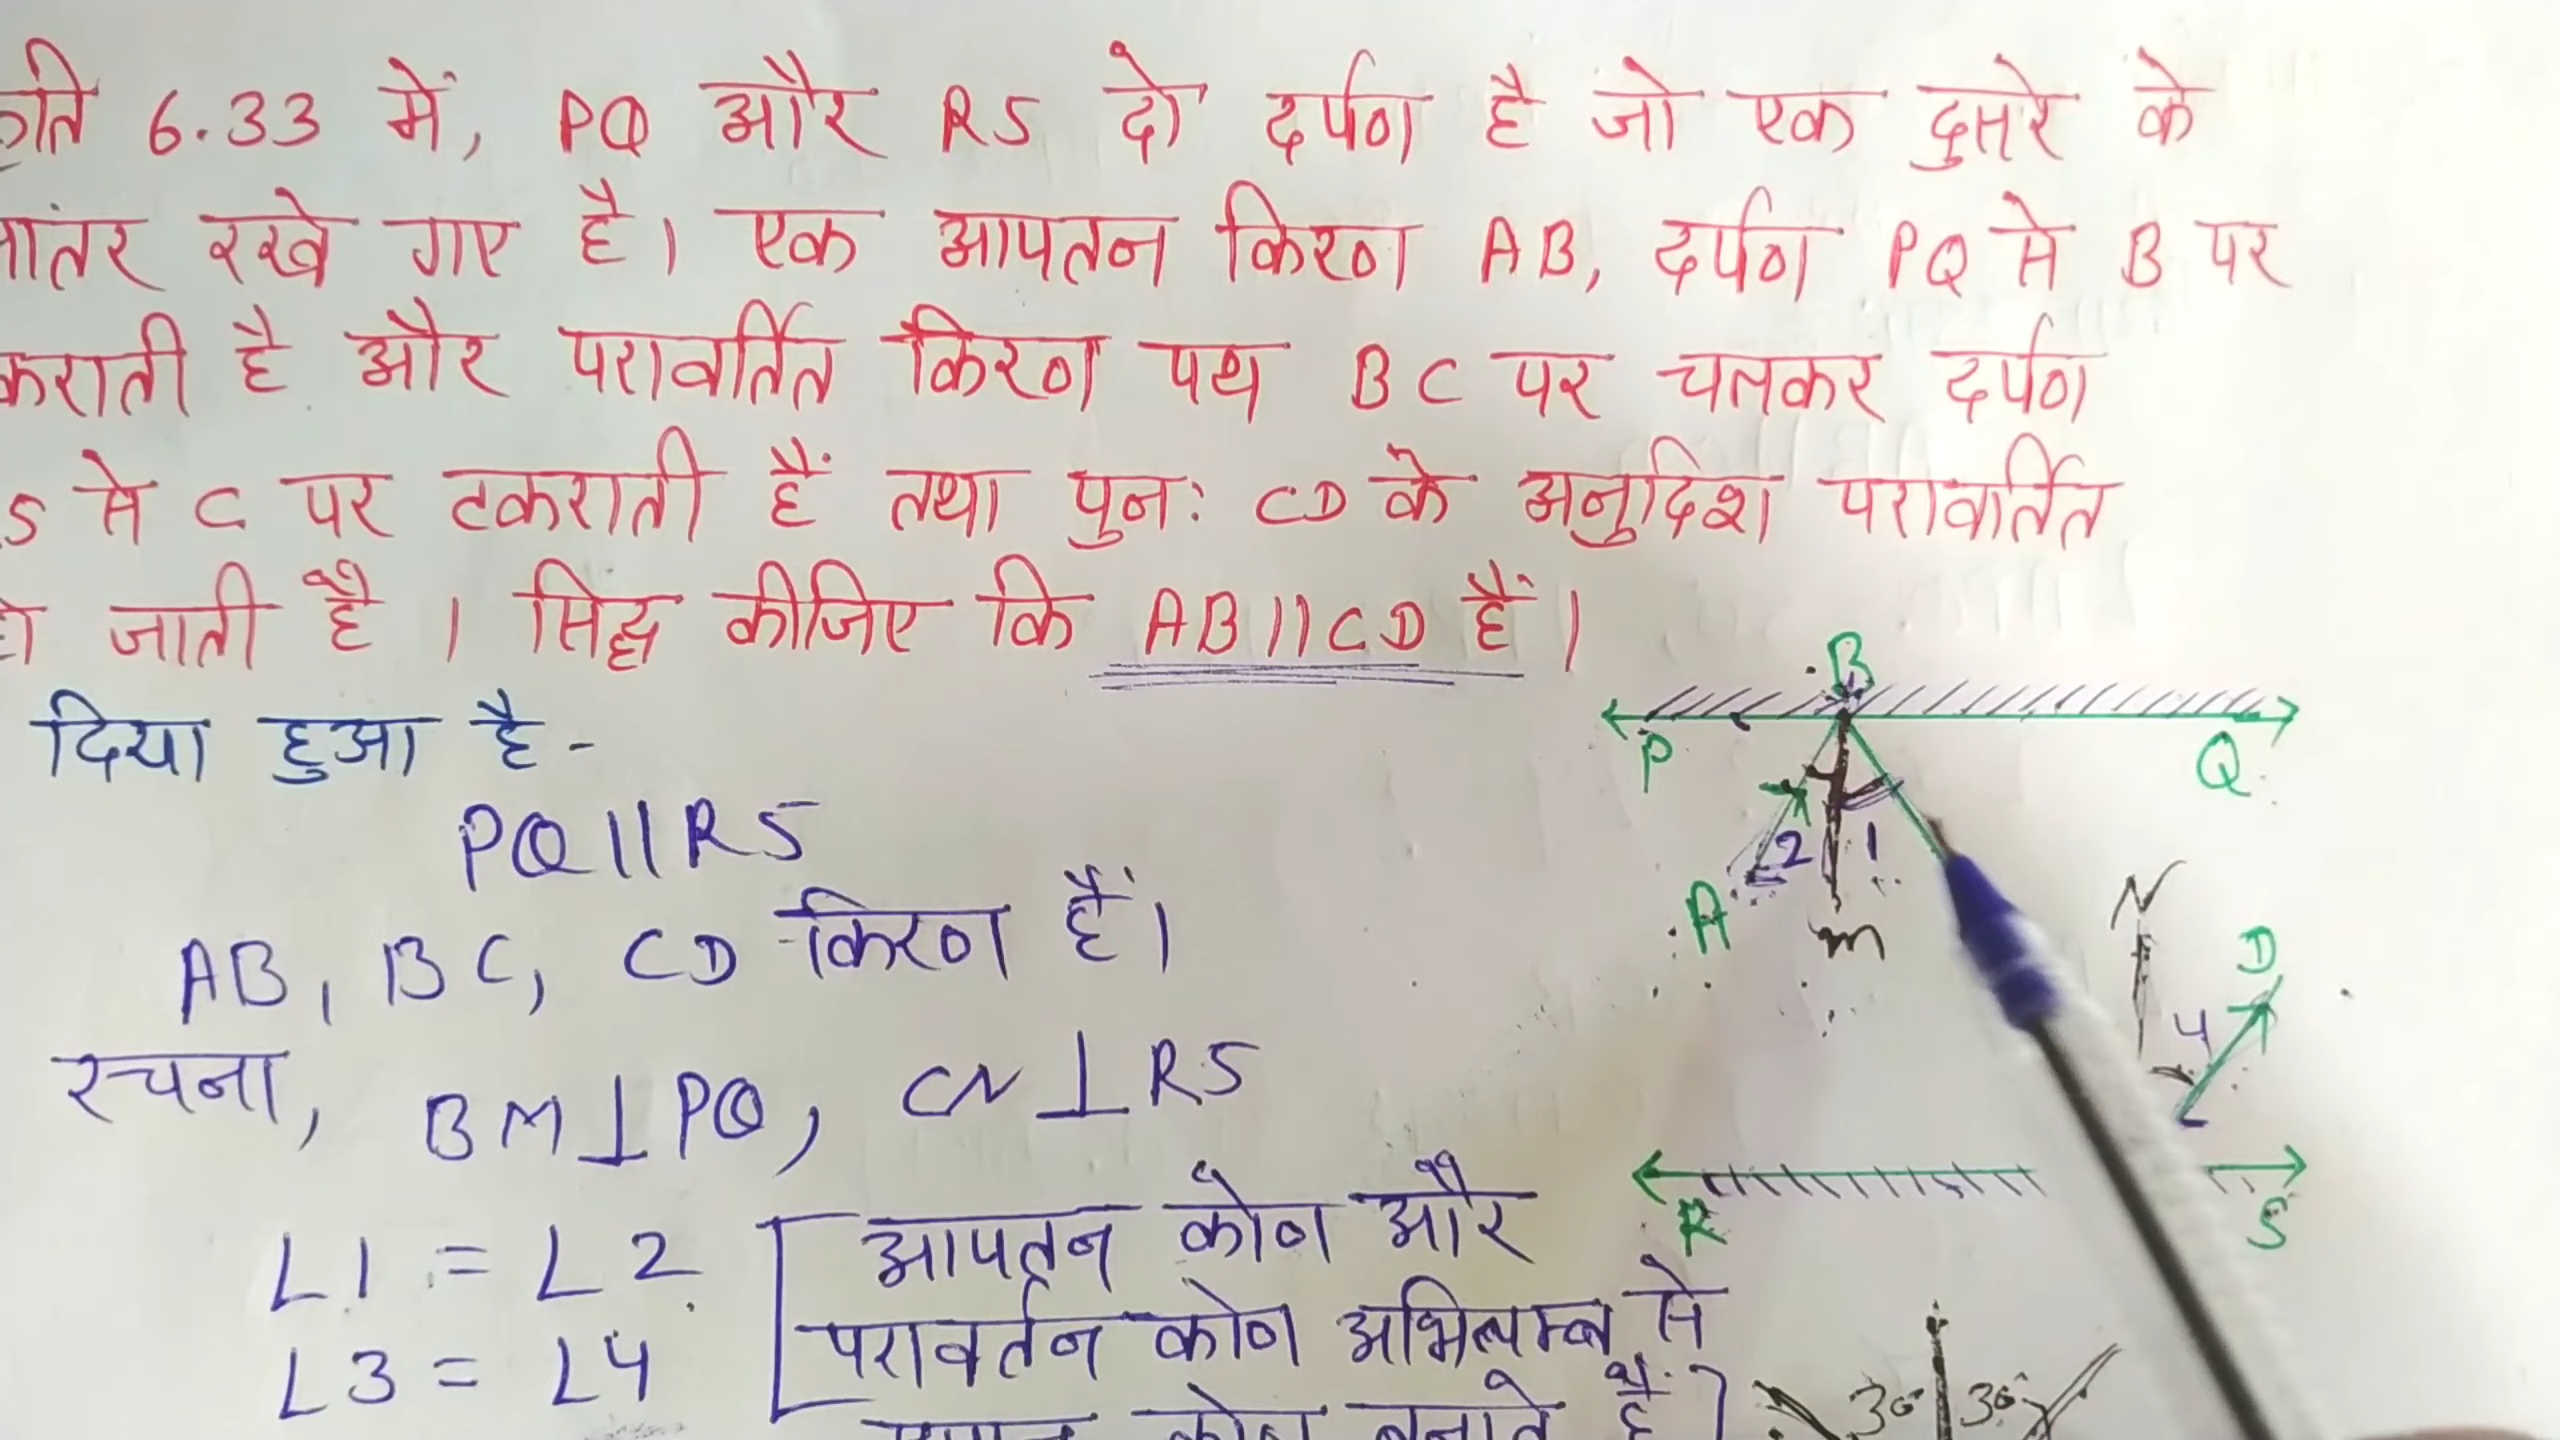 6.33 में, PQ और RS दो दर्पण है जो एक दुसरे के
रखे गए है। एक आपतन किरण AB, दर्पण PQ से B पर
है और परावर्तित किरण पथ BC पर चलकर दर्पण
S से C पर टकराती हैं तथा पुनः CD के अनुदिश परावर्तित
जाती है । सिद्ध कीजिए कि AB||CD हैं।
दिया हुआ है-
PQ||RS
AB, BC, CD किरण हैं।
रचना, BM⊥PQ, CN⊥RS
∠1 = ∠2 [आपतन कोण और
∠3 = ∠4 परावर्तन कोण अभिलम्ब से
कोण बनाते हैं]
B
P
Q
2
1
A
m
N
D
4
R
S
30° 30°